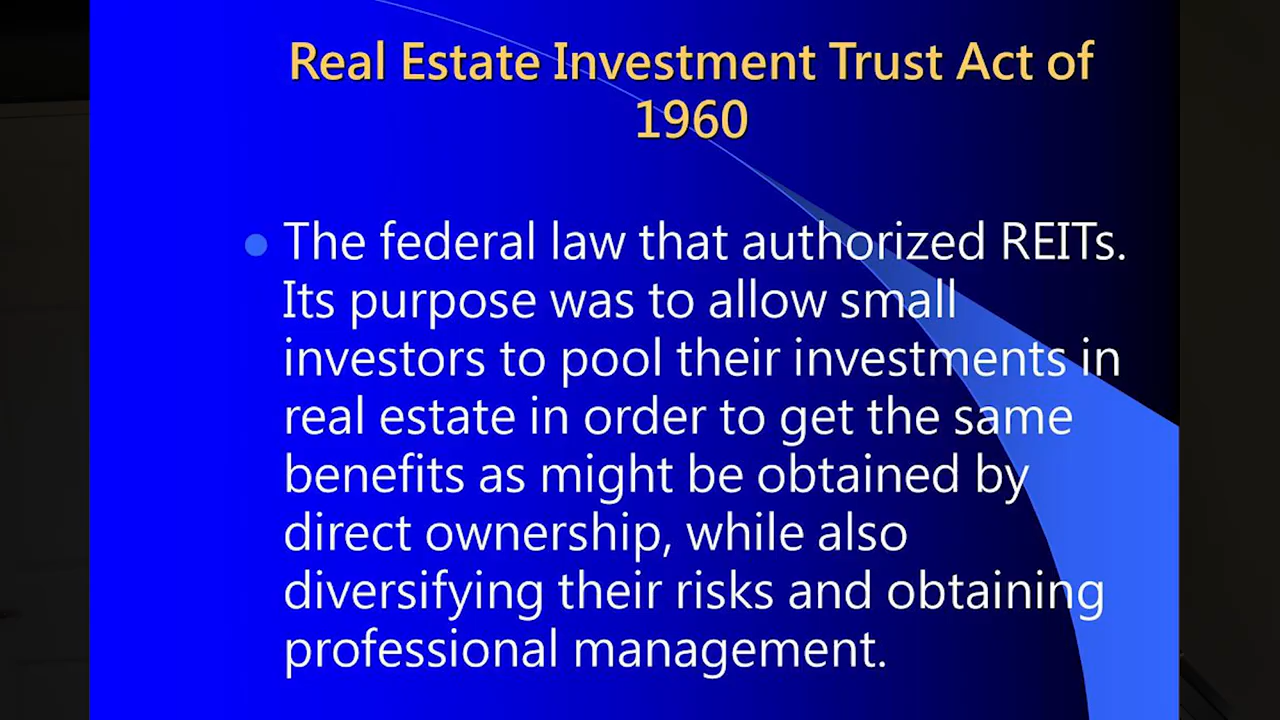 Real Estate Investment Trust Act of
1960
The federal law that authorized REITs.
Its purpose was to allow small
investors to pool their investments in
real estate in order to get the same
benefits as might be obtained by
direct ownership, while also
diversifying their risks and obtaining
professional management.